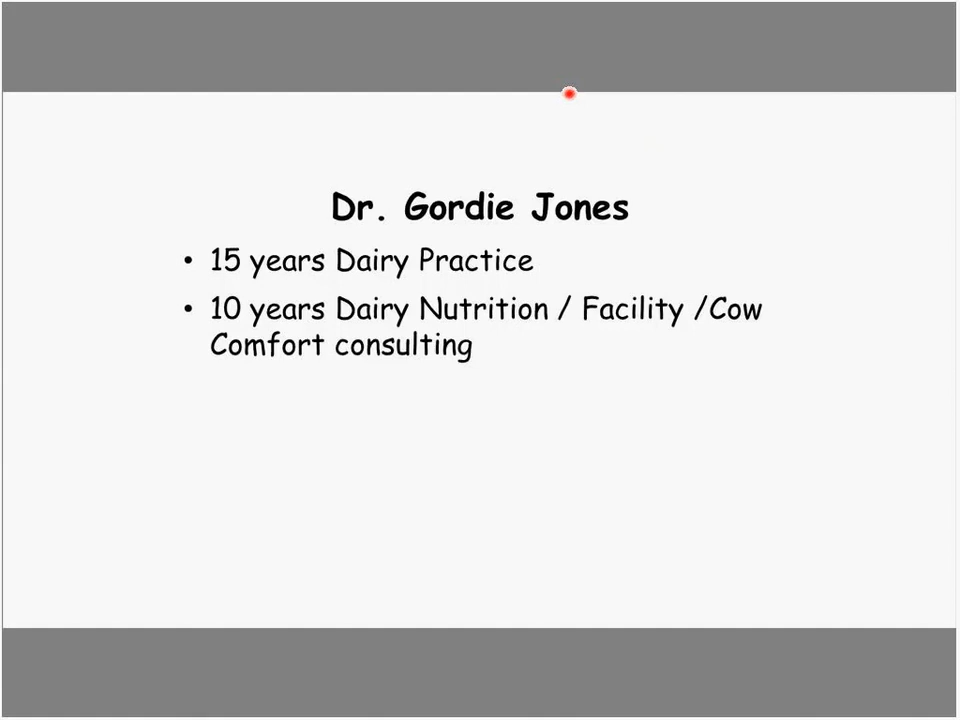 Dr. Gordie Jones
• 15 years Dairy Practice
• 10 years Dairy Nutrition / Facility /Cow
Comfort consulting